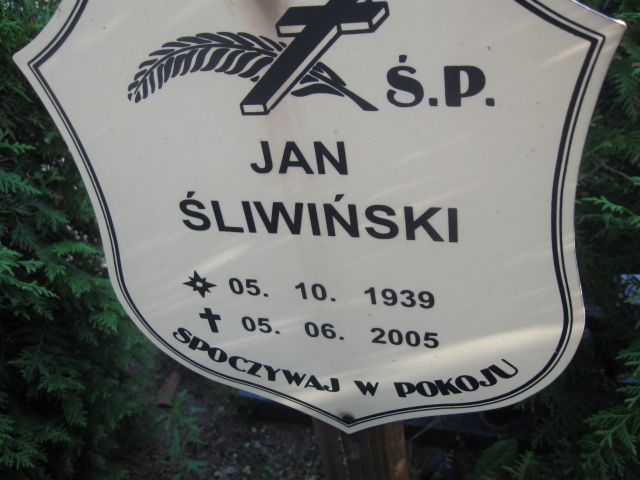 Ś.P.
JAN
ŚLIWIŃSKI
05. 10. 1939
05. 06. 2005
SPOCZYWAJ W POKOJU